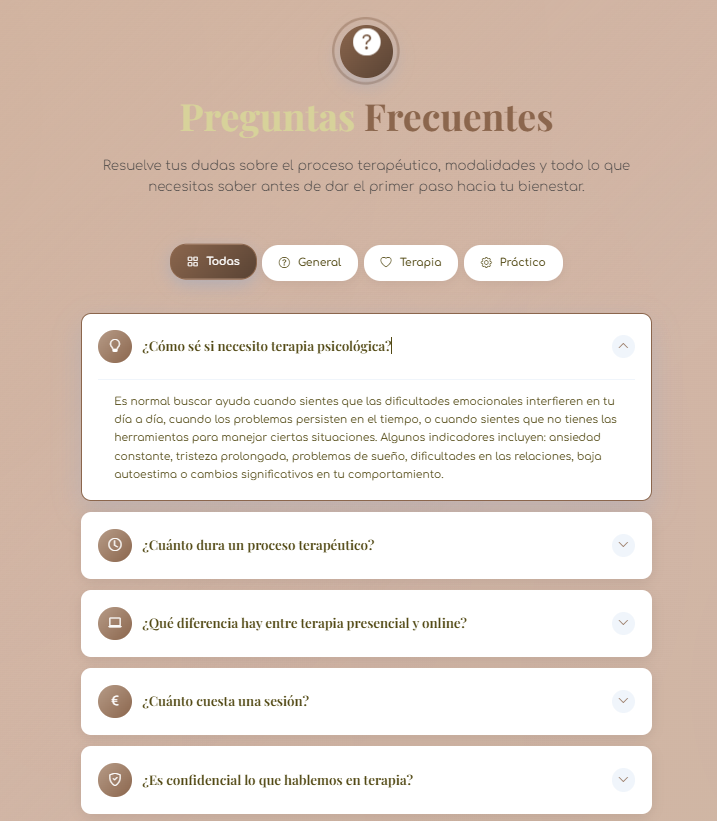 ?
Preguntas Frecuentes
Resuelve tus dudas sobre el proceso terapéutico, modalidades y todo lo que
necesitas saber antes de dar el primer paso hacia tu bienestar.
Todas General Terapia Práctico
¿Cómo sé si necesito terapia psicológica?
Es normal buscar ayuda cuando sientes que las dificultades emocionales interfieren en tu
día a día, cuando los problemas persisten en el tiempo, o cuando sientes que no tienes las
herramientas para manejar ciertas situaciones. Algunos indicadores incluyen: ansiedad
constante, tristeza prolongada, problemas de sueño, dificultades en las relaciones, baja
autoestima o cambios significativos en tu comportamiento.
¿Cuánto dura un proceso terapéutico?
¿Qué diferencia hay entre terapia presencial y online?
€ ¿Cuánto cuesta una sesión?
¿Es confidencial lo que hablemos en terapia?